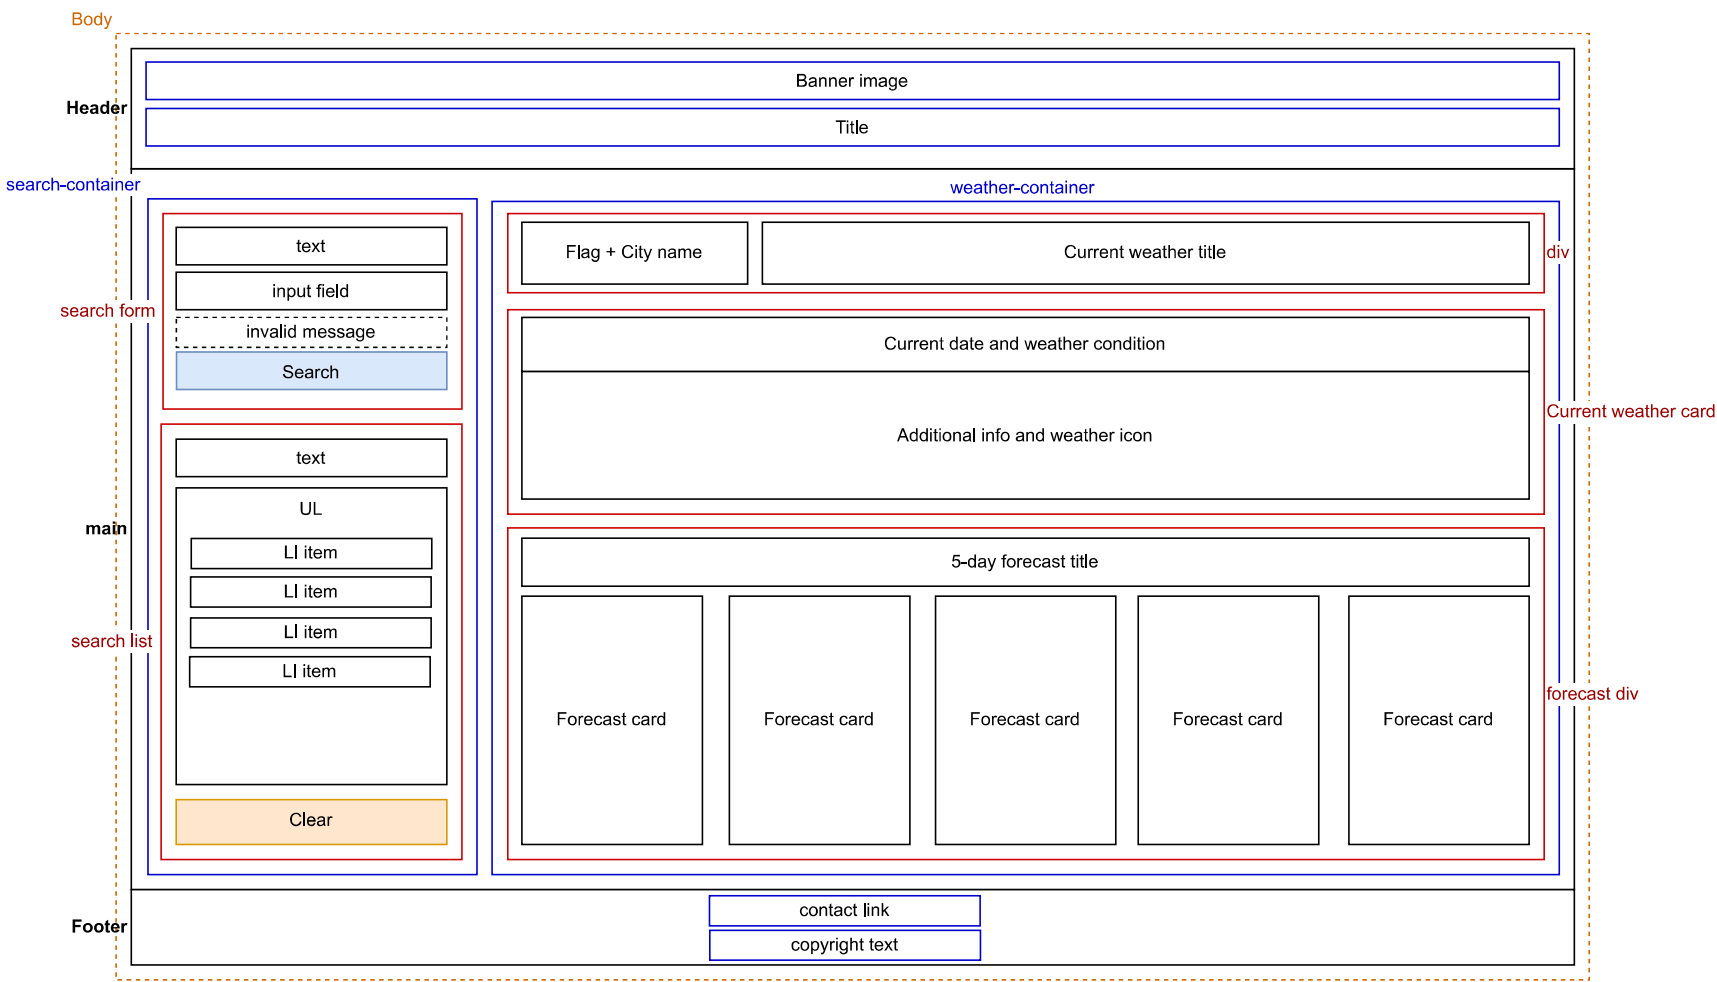 Body
Header
Banner image
Title
search-container
weather-container
search form
text
input field
invalid message
Search
Flag + City name
Current weather title
div
Current date and weather condition
Additional info and weather icon
Current weather card
main
search list
text
UL
LI item
LI item
LI item
LI item
Clear
5-day forecast title
Forecast card
Forecast card
Forecast card
Forecast card
Forecast card
forecast div
Footer
contact link
copyright text